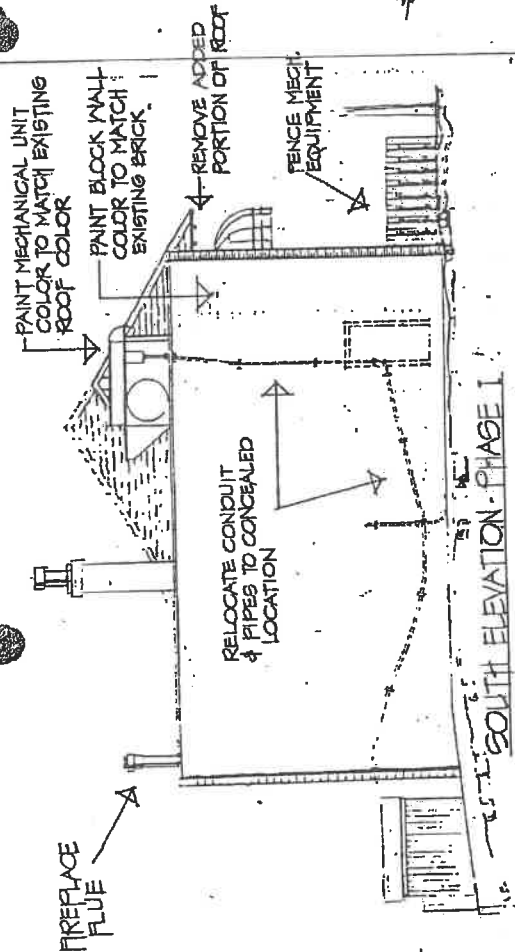 FIREPLACE
FLUE
PAINT MECHANICAL UNIT
COLOR TO MATCH EXISTING
ROOF COLOR
PAINT BLOCK WALL
COLOR TO MATCH
EXISTING BRICK.
REMOVE ADDED
PORTION OF ROOF
FENCE MECH.
EQUIPMENT
RELOCATE CONDUIT
& PIPES TO CONCEALED
LOCATION
SOUTH ELEVATION - PHASE I